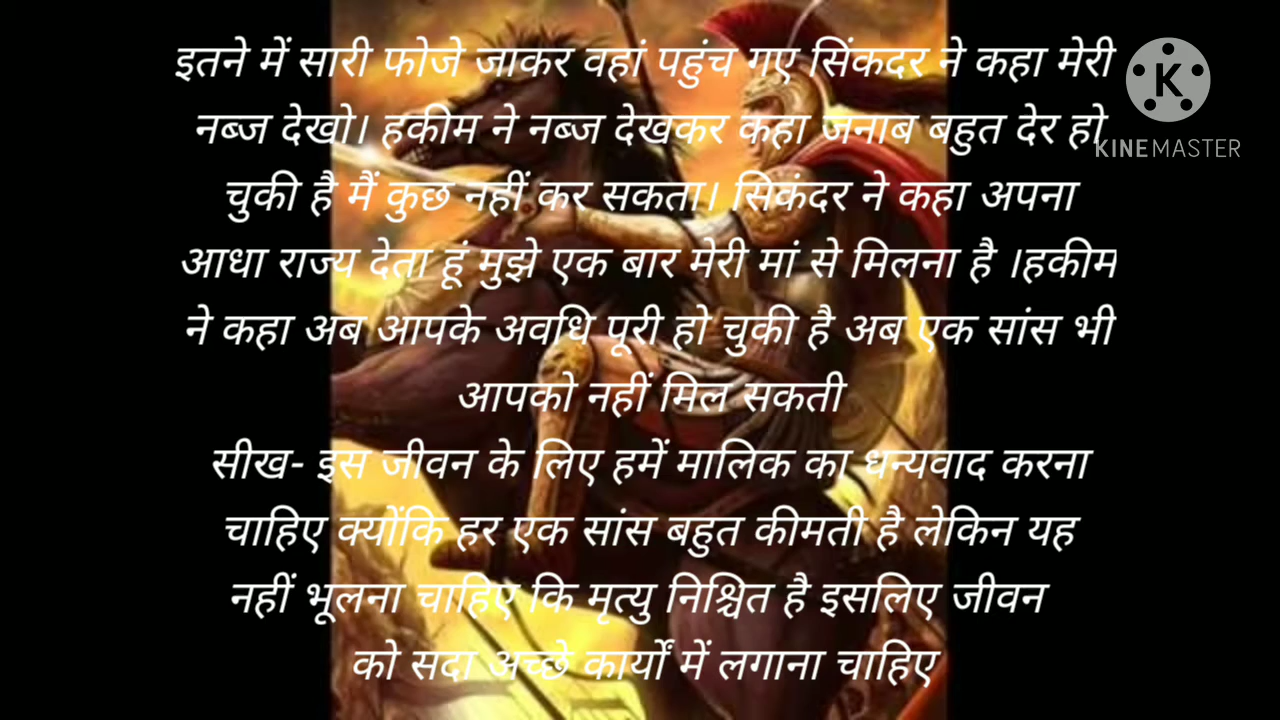 इतने में सारी फोजे जाकर वहां पहुंच गए सिंकदर ने कहा मेरी
नब्ज देखो। हकीम ने नब्ज देखकर कहा जनाब बहुत देर हो
चुकी है मैं कुछ नहीं कर सकता। सिकंदर ने कहा अपना
आधा राज्य देता हूं मुझे एक बार मेरी मां से मिलना है ।हकीम
ने कहा अब आपके अवधि पूरी हो चुकी है अब एक सांस भी
आपको नहीं मिल सकती
सीख- इस जीवन के लिए हमें मालिक का धन्यवाद करना
चाहिए क्योंकि हर एक सांस बहुत कीमती है लेकिन यह
नहीं भूलना चाहिए कि मृत्यु निश्चित है इसलिए जीवन
को सदा अच्छे कार्यों में लगाना चाहिए
K
KINEMASTER